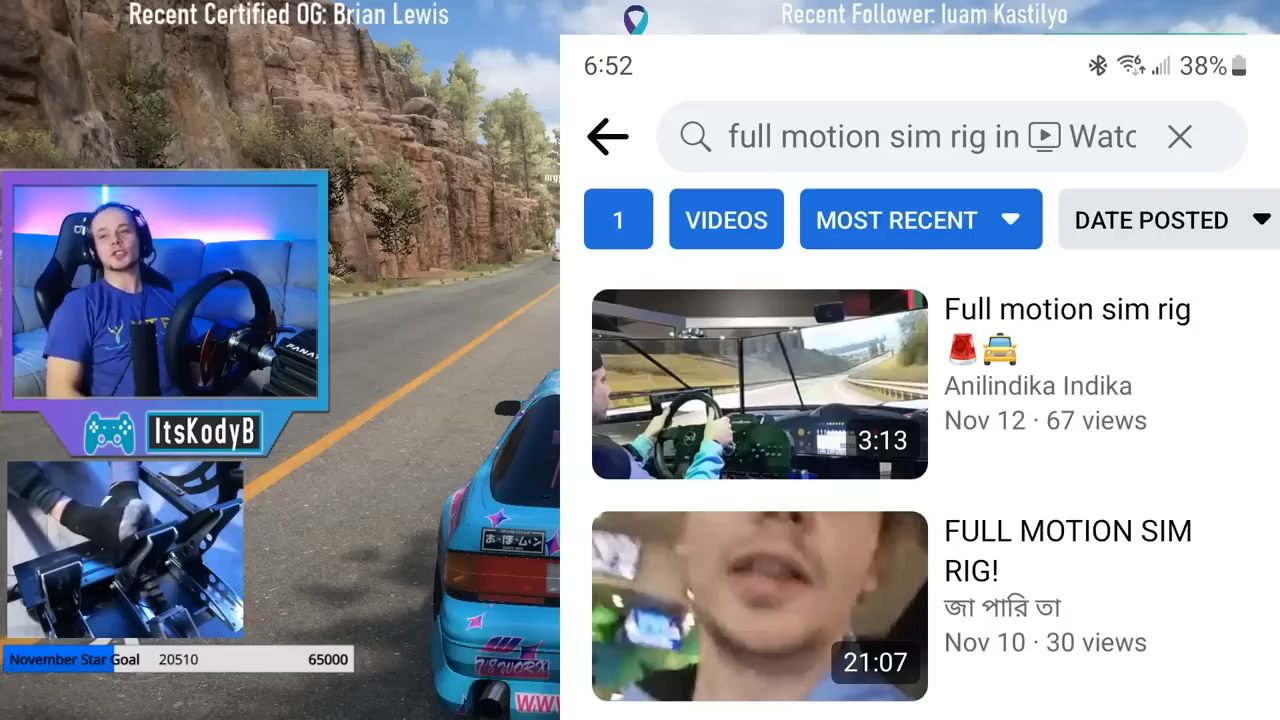 Recent Certified OG: Brian Lewis
Recent Follower: Iuam Kastilyo
6:52
38%
full motion sim rig in Watc
1
VIDEOS
MOST RECENT
DATE POSTED
Full motion sim rig
Anilindika Indika
Nov 12 · 67 views
3:13
FULL MOTION SIM
RIG!
জা পারি তা
Nov 10 · 30 views
21:07
FANAT
ItsKodyB
November Star Goal 20510 65000